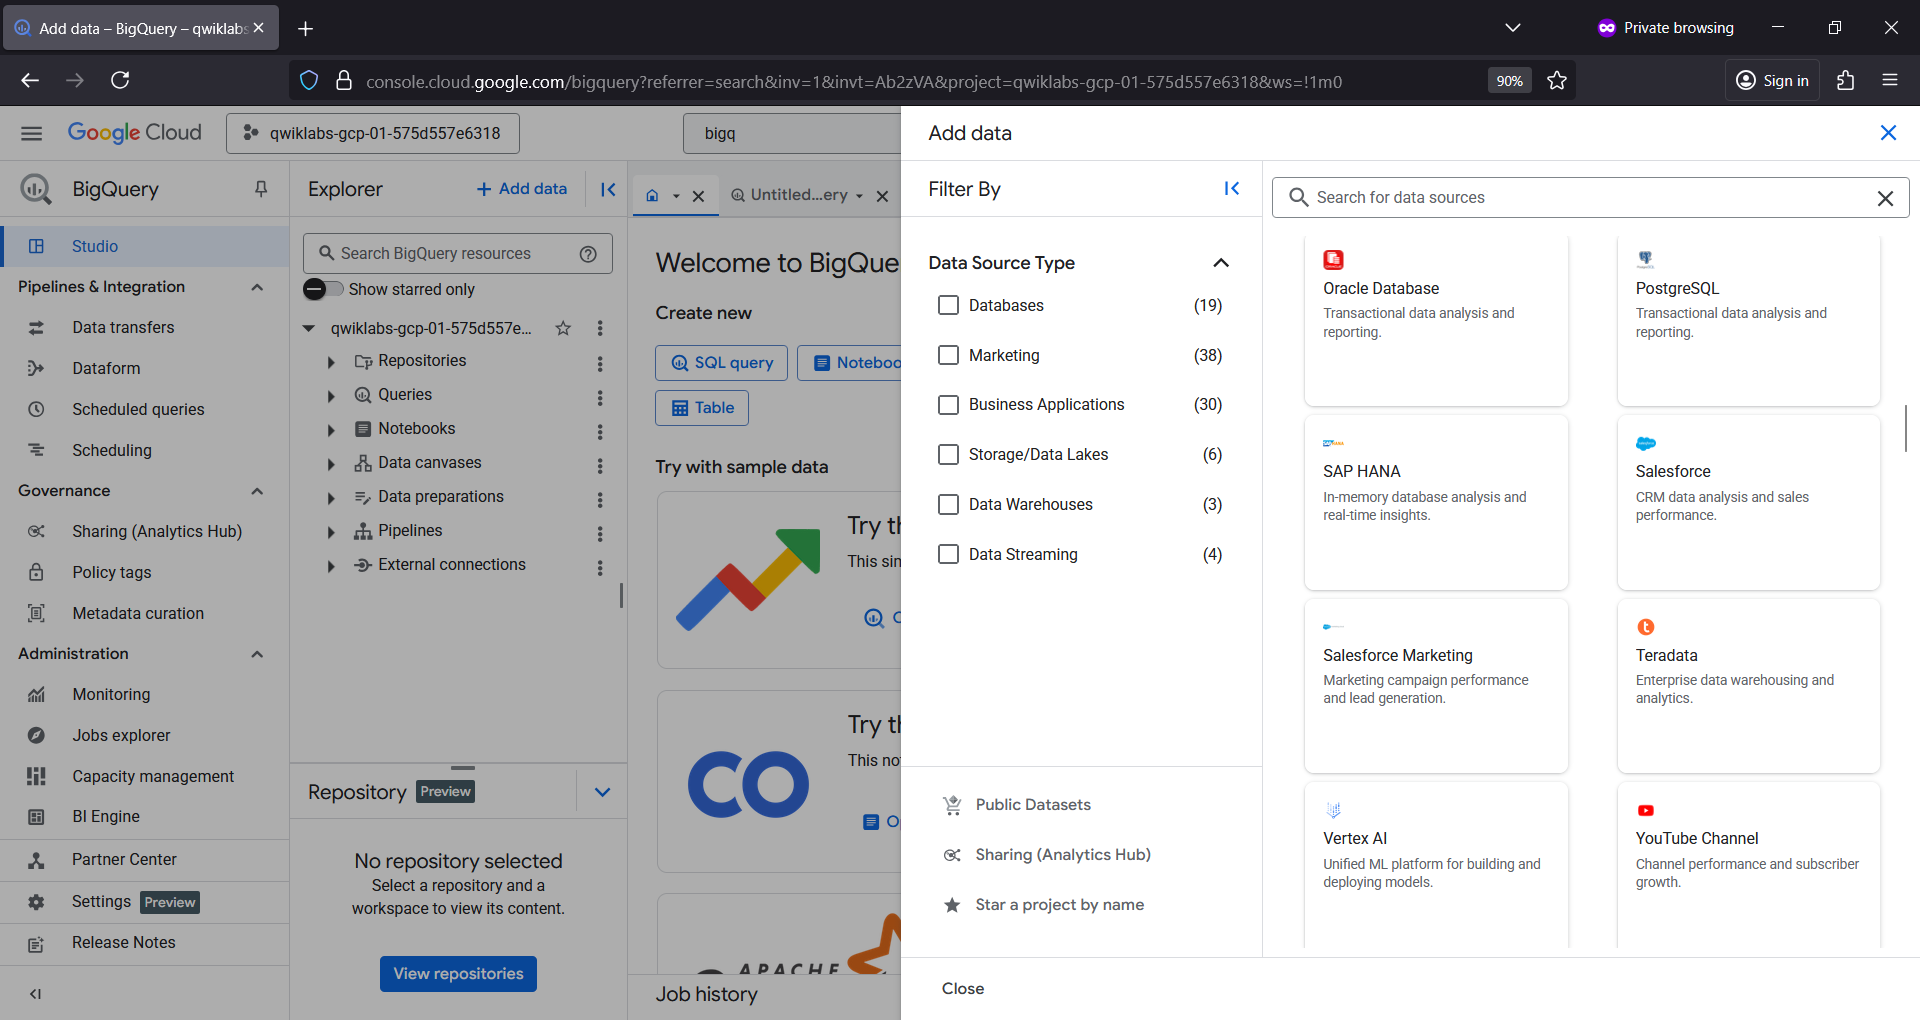 Add data – BigQuery – qwiklabs
Private browsing
console.cloud.google.com/bigquery?referrer=search&inv=1&invt=Ab2zVA&project=qwiklabs-gcp-01-575d557e6318&ws=!1m0
90%
Sign in
Google Cloud
qwiklabs-gcp-01-575d557e6318
bigq
BigQuery
Studio
Pipelines & Integration
Data transfers
Dataform
Scheduled queries
Scheduling
Governance
Sharing (Analytics Hub)
Policy tags
Metadata curation
Administration
Monitoring
Jobs explorer
Capacity management
BI Engine
Partner Center
Settings Preview
Release Notes
Explorer
+ Add data
Search BigQuery resources
Show starred only
qwiklabs-gcp-01-575d557e...
Repositories
Queries
Notebooks
Data canvases
Data preparations
Pipelines
External connections
Repository Preview
No repository selected
Select a repository and a
workspace to view its content.
View repositories
Untitled...ery
Welcome to BigQue
Create new
SQL query
Noteboo
Table
Try with sample data
Try th
This sin
Try th
This no
APACHE
Job history
Add data
Filter By
Data Source Type
Databases (19)
Marketing (38)
Business Applications (30)
Storage/Data Lakes (6)
Data Warehouses (3)
Data Streaming (4)
Public Datasets
Sharing (Analytics Hub)
Star a project by name
Search for data sources
Oracle Database
Transactional data analysis and
reporting.
PostgreSQL
Transactional data analysis and
reporting.
SAP HANA
In-memory database analysis and
real-time insights.
Salesforce
CRM data analysis and sales
performance.
Salesforce Marketing
Marketing campaign performance
and lead generation.
Teradata
Enterprise data warehousing and
analytics.
Vertex AI
Unified ML platform for building and
deploying models.
YouTube Channel
Channel performance and subscriber
growth.
Close